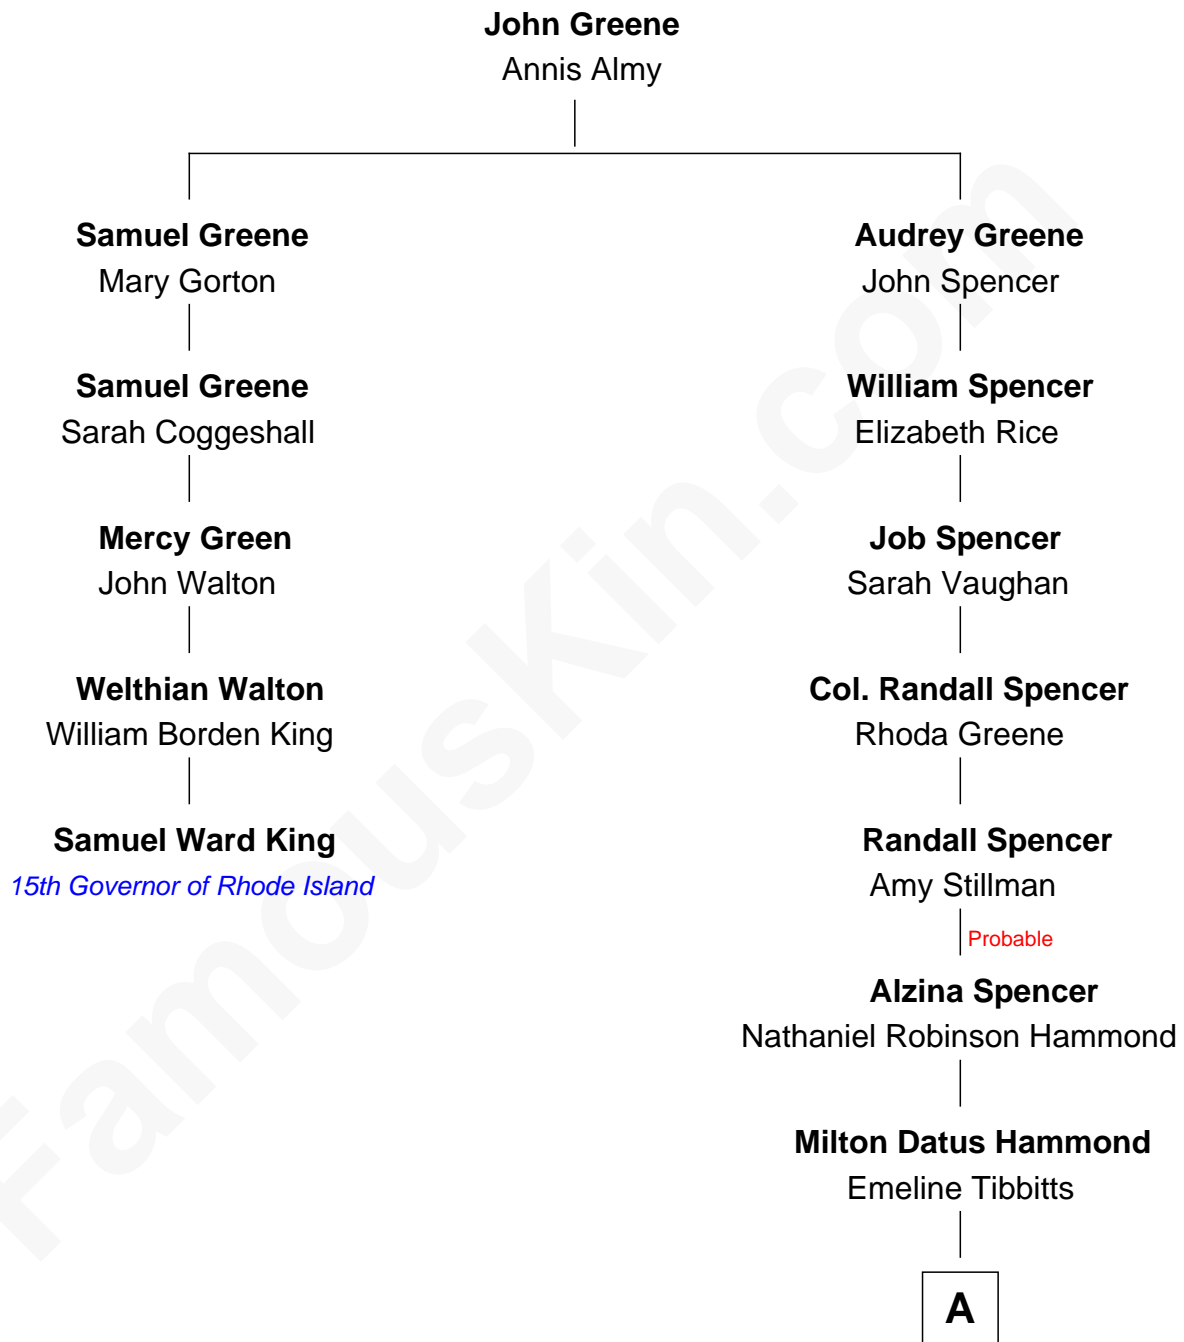 John Greene
Annis Almy
Samuel Greene
Mary Gorton
Samuel Greene
Sarah Coggeshall
Mercy Green
John Walton
Welthian Walton
William Borden King
Samuel Ward King
15th Governor of Rhode Island
Audrey Greene
John Spencer
William Spencer
Elizabeth Rice
Job Spencer
Sarah Vaughan
Col. Randall Spencer
Rhoda Greene
Randall Spencer
Amy Stillman
Probable
Alzina Spencer
Nathaniel Robinson Hammond
Milton Datus Hammond
Emeline Tibbitts
A
FamousKin.com